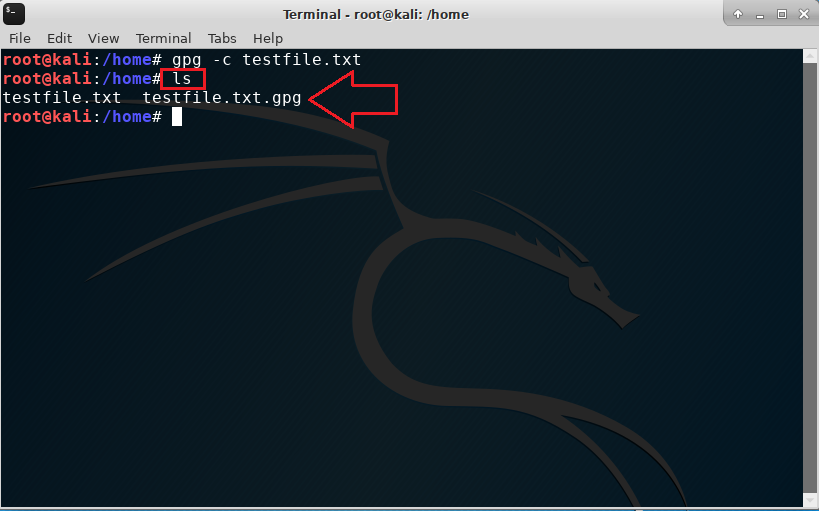 Terminal - root@kali: /home
File Edit View Terminal Tabs Help
root@kali:/home# gpg -c testfile.txt
root@kali:/home# ls
testfile.txt  testfile.txt.gpg
root@kali:/home#